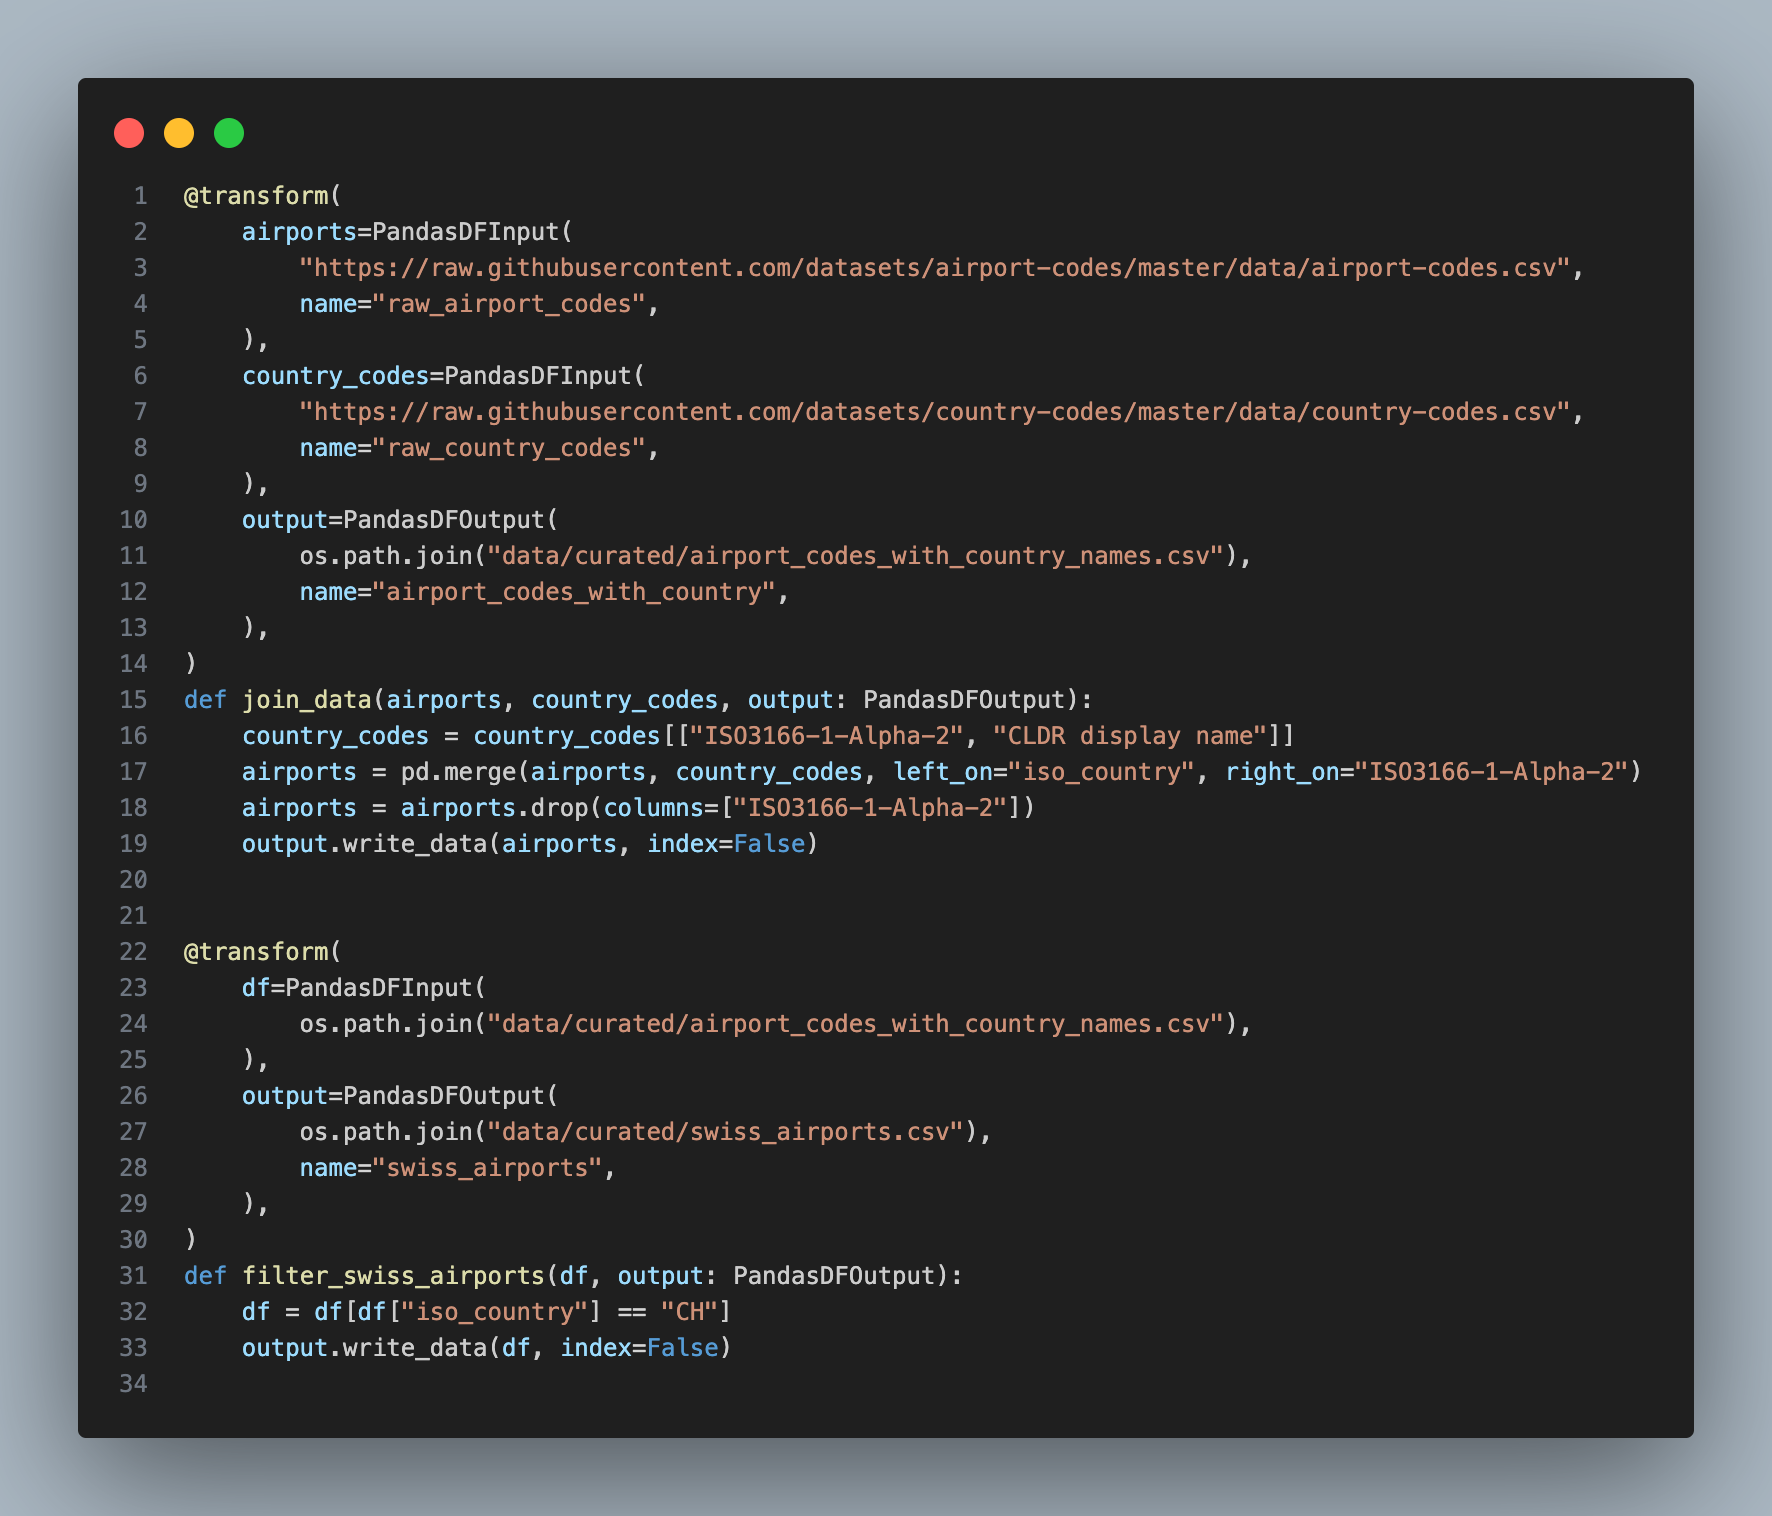 1 @transform(
2     airports=PandasDFInput(
3         "https://raw.githubusercontent.com/datasets/airport-codes/master/data/airport-codes.csv",
4         name="raw_airport_codes",
5     ),
6     country_codes=PandasDFInput(
7         "https://raw.githubusercontent.com/datasets/country-codes/master/data/country-codes.csv",
8         name="raw_country_codes",
9     ),
10     output=PandasDFOutput(
11         os.path.join("data/curated/airport_codes_with_country_names.csv"),
12         name="airport_codes_with_country",
13     ),
14 )
15 def join_data(airports, country_codes, output: PandasDFOutput):
16     country_codes = country_codes[["ISO3166-1-Alpha-2", "CLDR display name"]]
17     airports = pd.merge(airports, country_codes, left_on="iso_country", right_on="ISO3166-1-Alpha-2")
18     airports = airports.drop(columns=["ISO3166-1-Alpha-2"])
19     output.write_data(airports, index=False)
20
21
22 @transform(
23     df=PandasDFInput(
24         os.path.join("data/curated/airport_codes_with_country_names.csv"),
25     ),
26     output=PandasDFOutput(
27         os.path.join("data/curated/swiss_airports.csv"),
28         name="swiss_airports",
29     ),
30 )
31 def filter_swiss_airports(df, output: PandasDFOutput):
32     df = df[df["iso_country"] == "CH"]
33     output.write_data(df, index=False)
34